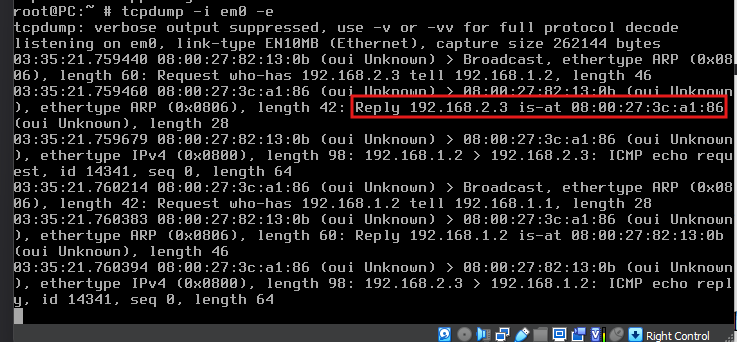 root@PC:~ # tcpdump -i em0 -e
tcpdump: verbose output suppressed, use -v or -vv for full protocol decode
listening on em0, link-type EN10MB (Ethernet), capture size 262144 bytes
03:35:21.759440 08:00:27:82:13:0b (oui Unknown) > Broadcast, ethertype ARP (0x08
06), length 60: Request who-has 192.168.2.3 tell 192.168.1.2, length 46
03:35:21.759460 08:00:27:3c:a1:86 (oui Unknown) > 08:00:27:82:13:0b (oui Unknown
), ethertype ARP (0x0806), length 42: Reply 192.168.2.3 is-at 08:00:27:3c:a1:86
(oui Unknown), length 28
03:35:21.759679 08:00:27:82:13:0b (oui Unknown) > 08:00:27:3c:a1:86 (oui Unknown
), ethertype IPv4 (0x0800), length 98: 192.168.1.2 > 192.168.2.3: ICMP echo requ
est, id 14341, seq 0, length 64
03:35:21.760214 08:00:27:3c:a1:86 (oui Unknown) > Broadcast, ethertype ARP (0x08
06), length 42: Request who-has 192.168.1.2 tell 192.168.1.1, length 28
03:35:21.760383 08:00:27:82:13:0b (oui Unknown) > 08:00:27:3c:a1:86 (oui Unknown
), ethertype ARP (0x0806), length 60: Reply 192.168.1.2 is-at 08:00:27:82:13:0b
(oui Unknown), length 46
03:35:21.760394 08:00:27:3c:a1:86 (oui Unknown) > 08:00:27:82:13:0b (oui Unknown
), ethertype IPv4 (0x0800), length 98: 192.168.2.3 > 192.168.1.2: ICMP echo repl
y, id 14341, seq 0, length 64
Right Control